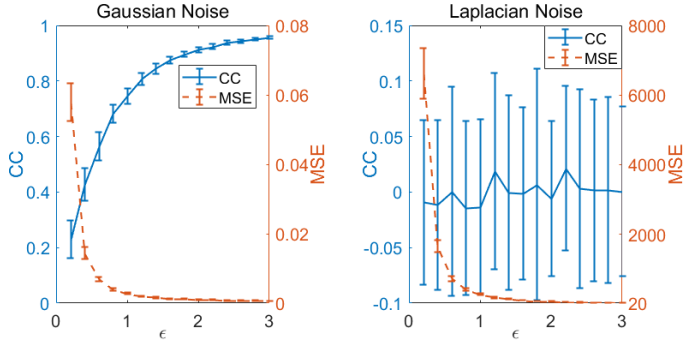 Gaussian Noise
CC
1
0.8
0.6
0.4
0.2
0
0.08
0.06
0.04
0.02
0
MSE
CC
MSE
0
1
2
3
ϵ
Laplacian Noise
CC
0.15
0.1
0.05
0
-0.05
-0.1
8000
6000
4000
2000
20
MSE
CC
MSE
0
1
2
3
ϵ